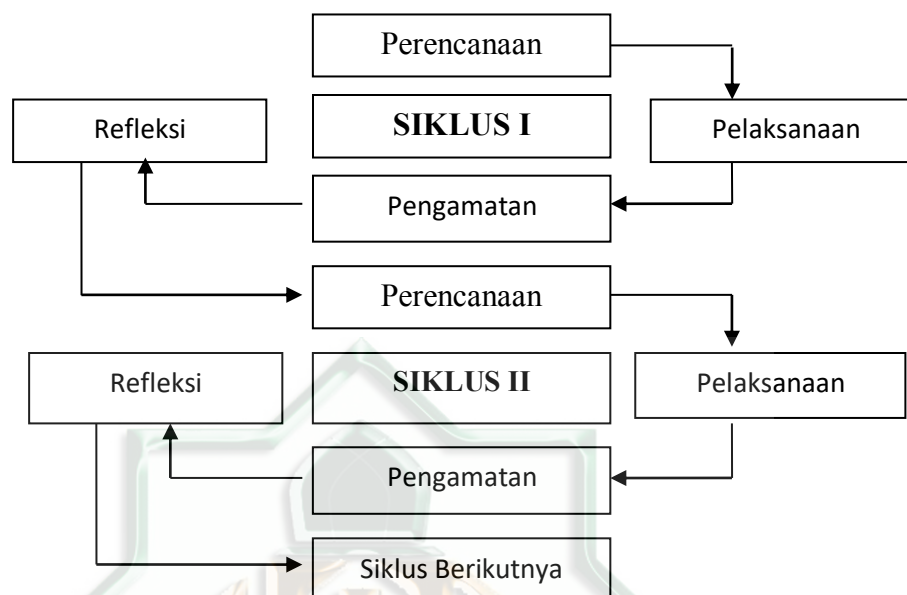 Perencanaan
Refleksi
SIKLUS I
Pelaksanaan
Pengamatan
Perencanaan
Refleksi
SIKLUS II
Pelaksanaan
Pengamatan
Siklus Berikutnya